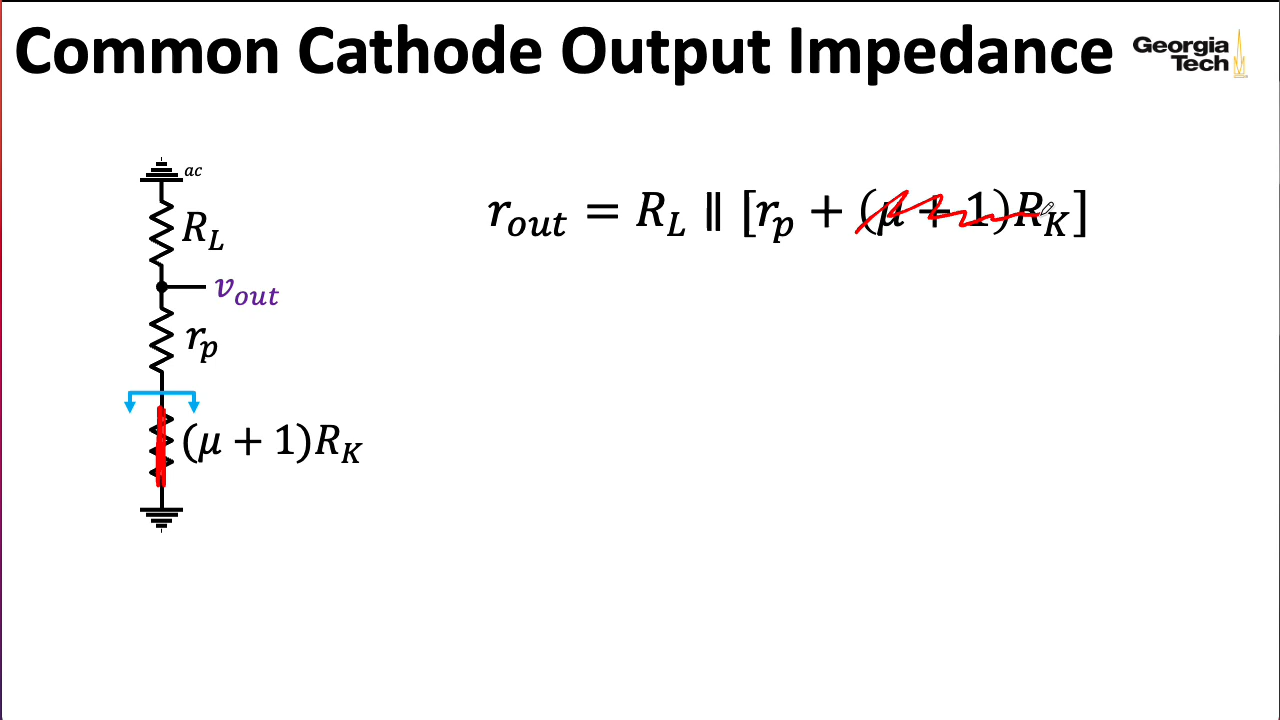 Common Cathode Output Impedance
Georgia
Tech
ac
R_L
r_out = R_L ∥ [r_p + (μ + 1)R_K]
v_out
r_p
(μ + 1)R_K